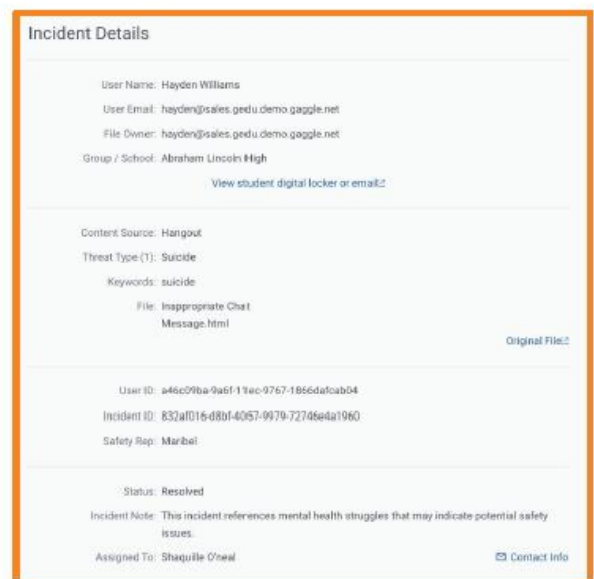 Incident Details
User Name: Hayden Williams
User Email: hayden@sales.gedu.demo.gaggle.net
File Owner: hayden@sales.gedu.demo.gaggle.net
Group / School: Abraham Lincoln High
View student digital locker or email
Content Source: Hangout
Threat Type (1): Suicide
Keywords: suicide
File: Inappropriate Chat
Message.html
Original File
User ID: a46c09ba-9a6f-11ec-9767-1866dafcab04
Incident ID: 832af016-d8bf-4057-9979-72746e4a1960
Safety Rep: Maribel
Status: Resolved
Incident Note: This incident references mental health struggles that may indicate potential safety
issues.
Assigned To: Shaquille O'neal
Contact Info